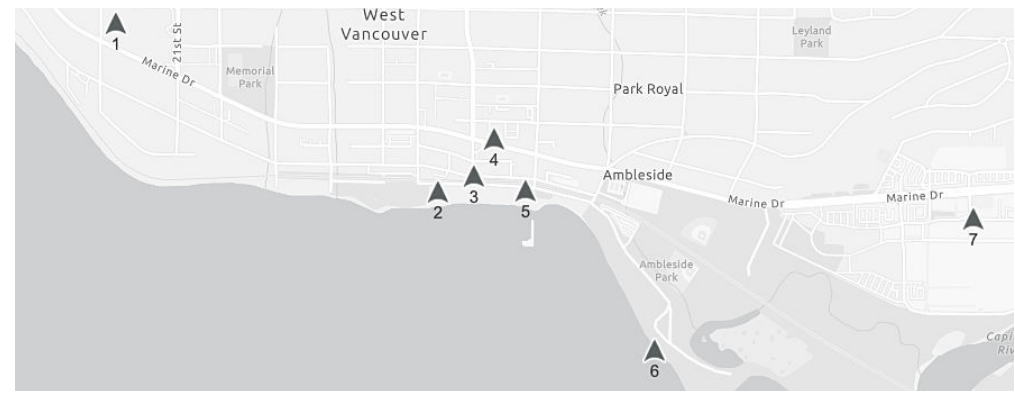 West
Vancouver
Leyland
Park
1
21st St
Marine Dr
Memorial
Park
Park Royal
4
Ambleside
3
2
5
Marine Dr
Marine Dr
7
Ambleside
Park
6